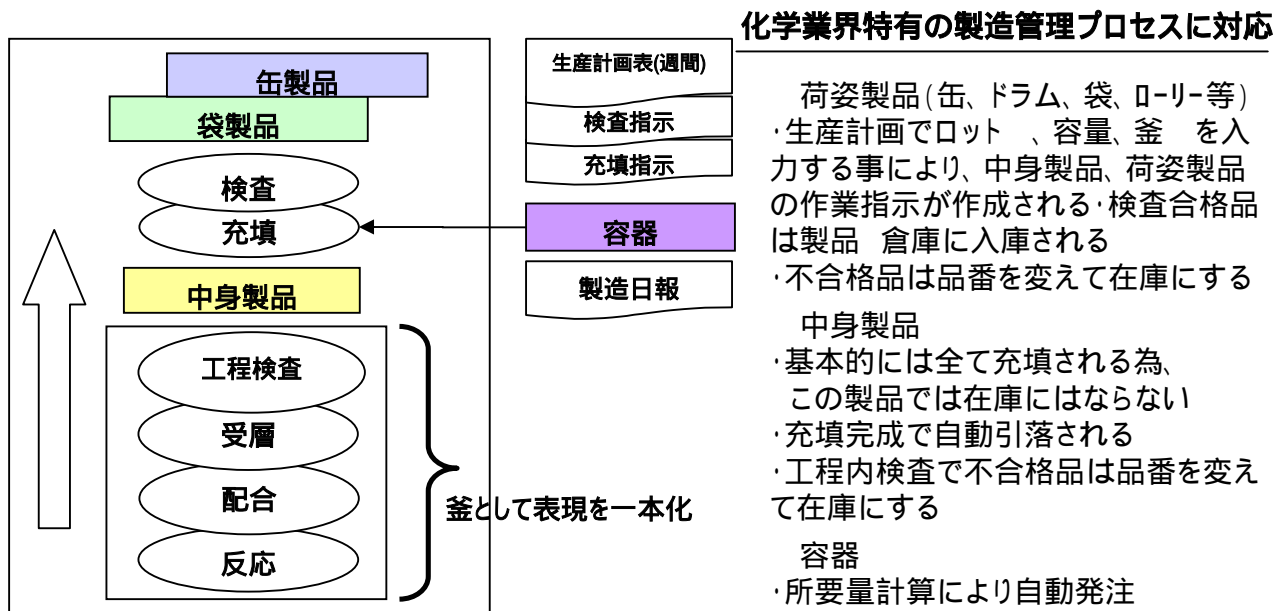 化学業界特有の製造管理プロセスに対応
缶製品
袋製品
検査
充填
中身製品
工程検査
受層
配合
反応
釜として表現を一本化
生産計画表(週間)
検査指示
充填指示
容器
製造日報
荷姿製品(缶、ドラム、袋、ローリー等)
・生産計画でロット　、容量、釜　を入
力する事により、中身製品、荷姿製品
の作業指示が作成される・検査合格品
は製品　倉庫に入庫される
・不合格品は品番を変えて在庫にする
中身製品
・基本的には全て充填される為、
この製品では在庫にはならない
・充填完成で自動引落される
・工程内検査で不合格品は品番を変え
て在庫にする
容器
・所要量計算により自動発注